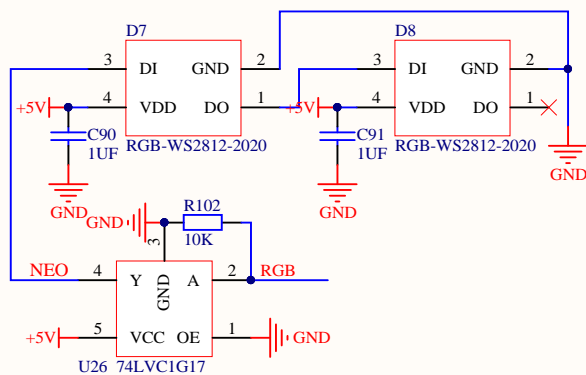 D7
D8
3 DI GND 2
3 DI GND 2
+5V 4 VDD DO 1
+5V 4 VDD DO 1
C90
1UF
RGB-WS2812-2020
C91
1UF
RGB-WS2812-2020
GND
GND
GND
GND
R102
10K
3
NEO 4 Y GND A 2 RGB
+5V 5 VCC OE 1 GND
U26 74LVC1G17